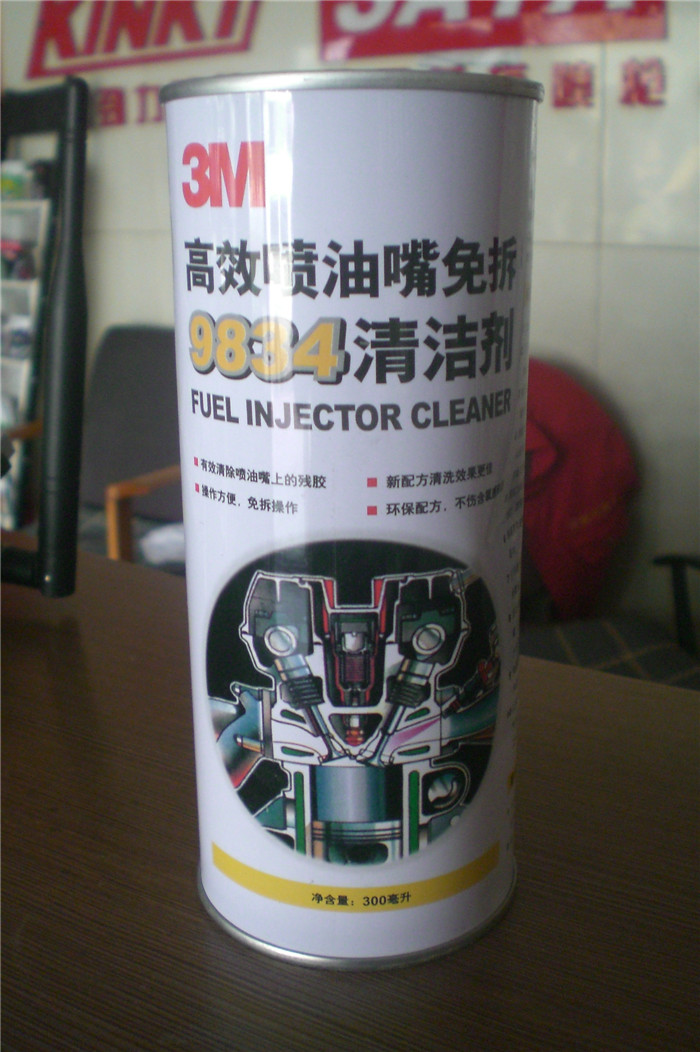 KINKI
3M
高效喷油嘴免拆
9834清洁剂
FUEL INJECTOR CLEANER
■有效清除喷油嘴上的残胶
■操作方便，免拆操作
■ 新配方清洗效果更佳
■ 环保配方，不伤含氧
净含量：300毫升